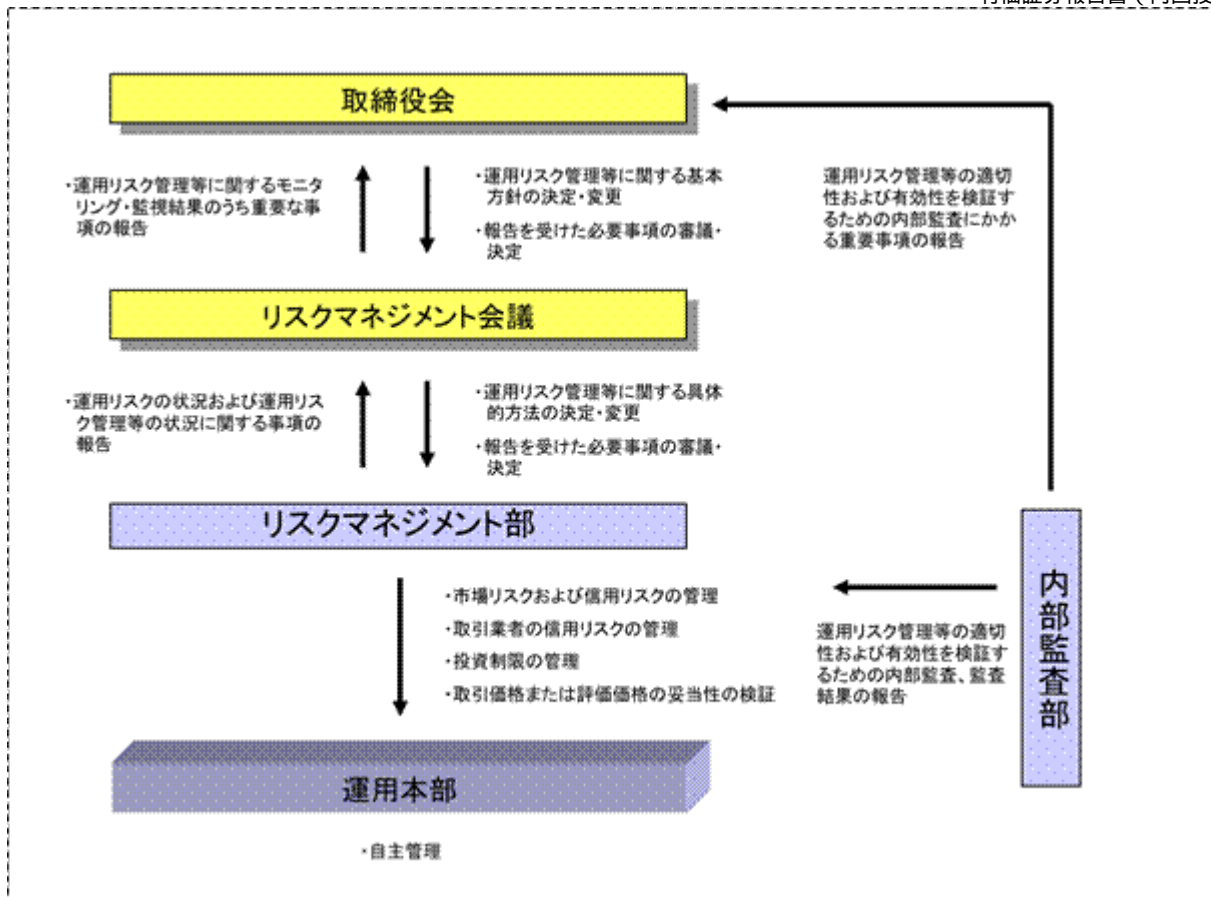 取締役会
・運用リスク管理等に関するモニタ
リング・監視結果のうち重要な事
項の報告
・運用リスク管理等に関する基本
方針の決定・変更
・報告を受けた必要事項の審議・
決定
運用リスク管理等の適切
性および有効性を検証す
るための内部監査にかか
る重要事項の報告
リスクマネジメント会議
・運用リスクの状況および運用リス
ク管理等の状況に関する事項の
報告
・運用リスク管理等に関する具体
的方法の決定・変更
・報告を受けた必要事項の審議・
決定
リスクマネジメント部
・市場リスクおよび信用リスクの管理
・取引業者の信用リスクの管理
・投資制限の管理
・取引価格または評価価格の妥当性の検証
運用リスク管理等の適切
性および有効性を検証す
るための内部監査、監査
結果の報告
内部監査部
運用本部
・自主管理